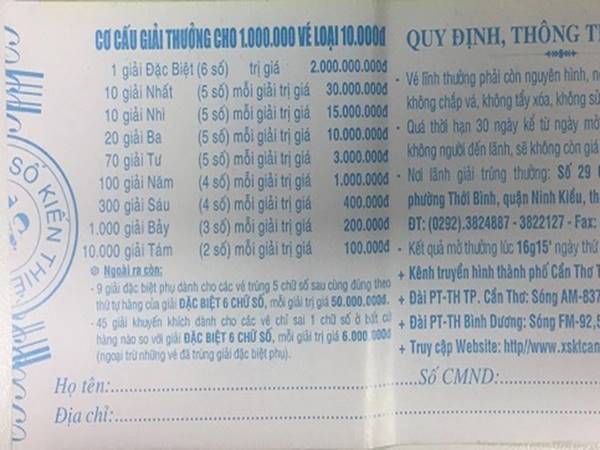 CƠ CẤU GIẢI THƯỞNG CHO 1.000.000 VÉ LOẠI 10.000đ
1 giải Đặc Biệt (6 số) trị giá 2.000.000.000đ
10 giải Nhất (5 số) mỗi giải trị giá 30.000.000đ
10 giải Nhì (5 số) mỗi giải trị giá 15.000.000đ
20 giải Ba (5 số) mỗi giải trị giá 10.000.000đ
70 giải Tư (5 số) mỗi giải trị giá 3.000.000đ
100 giải Năm (4 số) mỗi giải trị giá 1.000.000đ
300 giải Sáu (4 số) mỗi giải trị giá 400.000đ
1.000 giải Bảy (3 số) mỗi giải trị giá 200.000đ
10.000 giải Tám (2 số) mỗi giải trị giá 100.000đ
Ngoài ra còn:
- 9 giải đặc biệt phụ dành cho các vé trùng 5 chữ số sau cùng đúng theo
thứ tự hàng của giải ĐẶC BIỆT 6 CHỮ SỐ, mỗi giải trị giá 50.000.000đ.
- 45 giải khuyến khích dành cho các vé chỉ sai 1 chữ số ở bất cứ
hàng nào so với giải ĐẶC BIỆT 6 CHỮ SỐ, mỗi giải trị giá 6.000.000đ
(ngoại trừ những vé đã trúng giải đặc biệt phụ).
QUY ĐỊNH, THÔNG
- Vé lĩnh thưởng phải còn nguyên hình,
không chắp vá, không tẩy xóa, không
- Quá thời hạn 30 ngày kể từ ngày mở
không người đến lãnh, sẽ không còn giá
- Nơi lãnh giải trúng thưởng: Số 29
phường Thới Bình, quận Ninh Kiều,
ĐT: (0292).3824887 - 3822127 - Fax:
- Kết quả mở thưởng lúc 16g15' ngày thứ
+ Kênh truyền hình thành phố Cần Thơ
+ Đài PT-TH TP. Cần Thơ: Sóng AM-837
+ Đài PT-TH Bình Dương: Sóng FM-92,5
+ Truy cập Website: http//www.xsktcan
SỐ KIẾN THIẾ
Họ tên: Số CMND:
Địa chỉ: